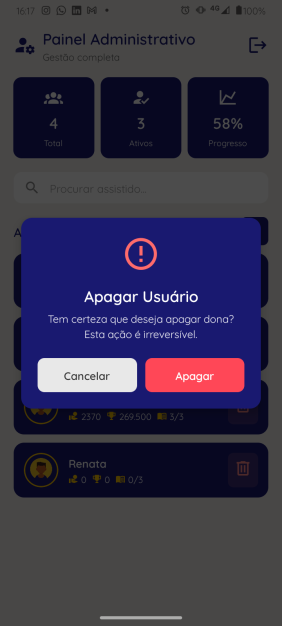 16:17
4G 100%
Painel Administrativo
Gestão completa
4
Total
3
Ativos
58%
Progresso
Procurar assistido...
A
Apagar Usuário
Tem certeza que deseja apagar dona?
Esta ação é irreversível.
Cancelar
Apagar
2370 269.500 3/3
Renata
0 0 0/3